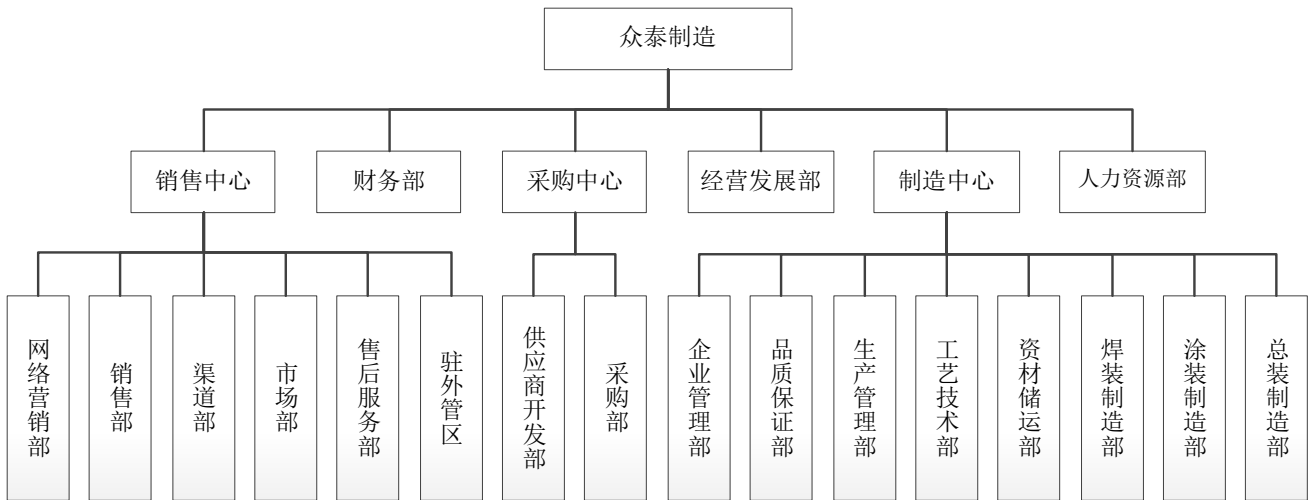 众泰制造
销售中心
财务部
采购中心
经营发展部
制造中心
人力资源部
网络营销部
销售部
渠道部
市场部
售后服务部
驻外管区
供应商开发部
采购部
企业管理部
品质保证部
生产管理部
工艺技术部
资材储运部
焊装制造部
涂装制造部
总装制造部